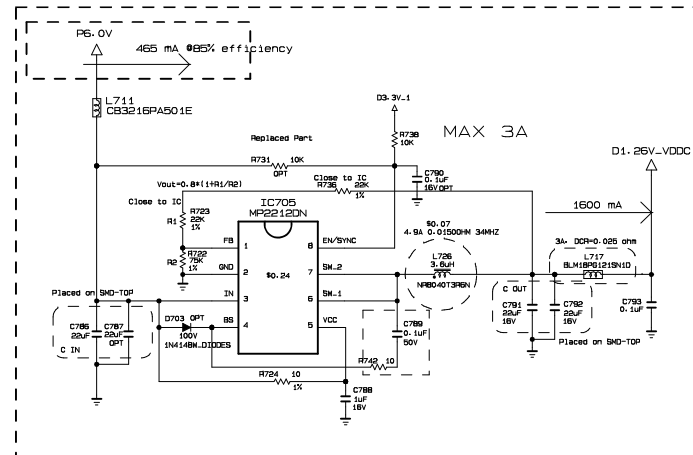 P6.0V
465 mA @85% efficiency
L711
CB3216PA501E
D3.3V_1
R738
10K
MAX 3A
Replaced Part
R731
10K
OPT
C790
0.1uF
16V OPT
D1.26V_VDDC
Vout=0.8*(1+R1/R2)
Close to IC
R736
22K
1%
Close to IC
IC705
MP2212DN
R1
R723
22K
1%
R2
R722
75K
1%
FB
1
8
EN/SYNC
GND
2
7
SW_2
IN
3
6
SW_1
BS
4
5
VCC
$0.24
$0.07
4.9A 0.0150OHM 34MHZ
L726
3.6uH
NR8040T3R6N
1600 mA
3A. DCR=0.025 ohm
L717
BLM18PG121SN1D
Placed on SMD-TOP
C786
22uF
16V
C787
22uF
OPT
C IN
D703
OPT
100V
1N4148W_DIODES
C789
0.1uF
50V
R742
10
R724
10
1%
C788
1uF
16V
C OUT
C791
22uF
16V
C792
22uF
16V
C793
0.1uF
Placed on SMD-TOP